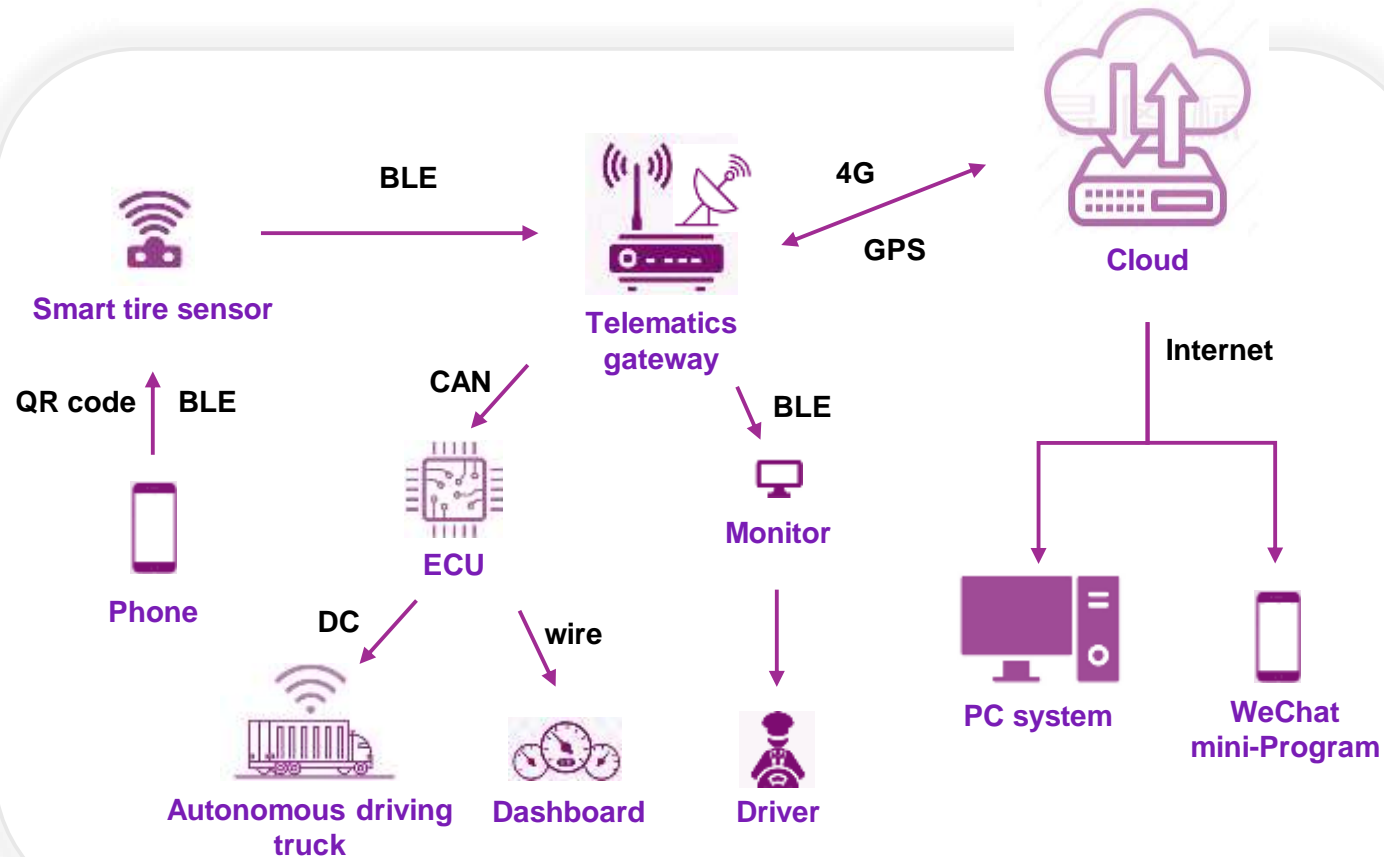 BLE
4G
GPS
Cloud
Smart tire sensor
Telematics
gateway
Internet
QR code
BLE
CAN
BLE
ECU
Monitor
Phone
DC
wire
PC system
WeChat
mini-Program
Autonomous driving
truck
Dashboard
Driver